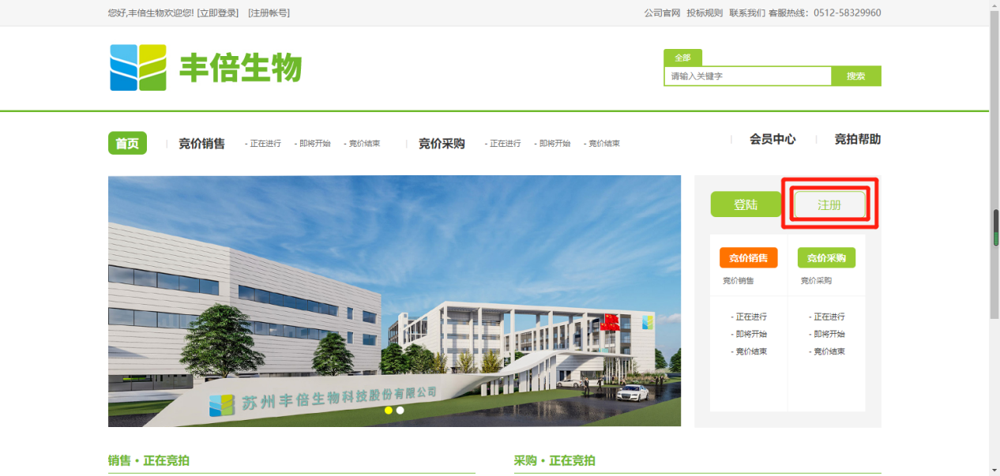 您好,丰倍生物欢迎您! [立即登录] [注册帐号]
公司官网 投标规则 联系我们 客服热线：0512-58329960
丰倍生物
全部
请输入关键字 搜索
首页 竞价销售 - 正在进行 - 即将开始 - 竞价结束 竞价采购 - 正在进行 - 即将开始 - 竞价结束 会员中心 竞拍帮助
登陆 注册
竞价销售 竞价采购
竞价销售 竞价采购
- 正在进行 - 正在进行
- 即将开始 - 即将开始
- 竞价结束 - 竞价结束
苏州丰倍生物科技股份有限公司
销售·正在竞拍 采购·正在竞拍